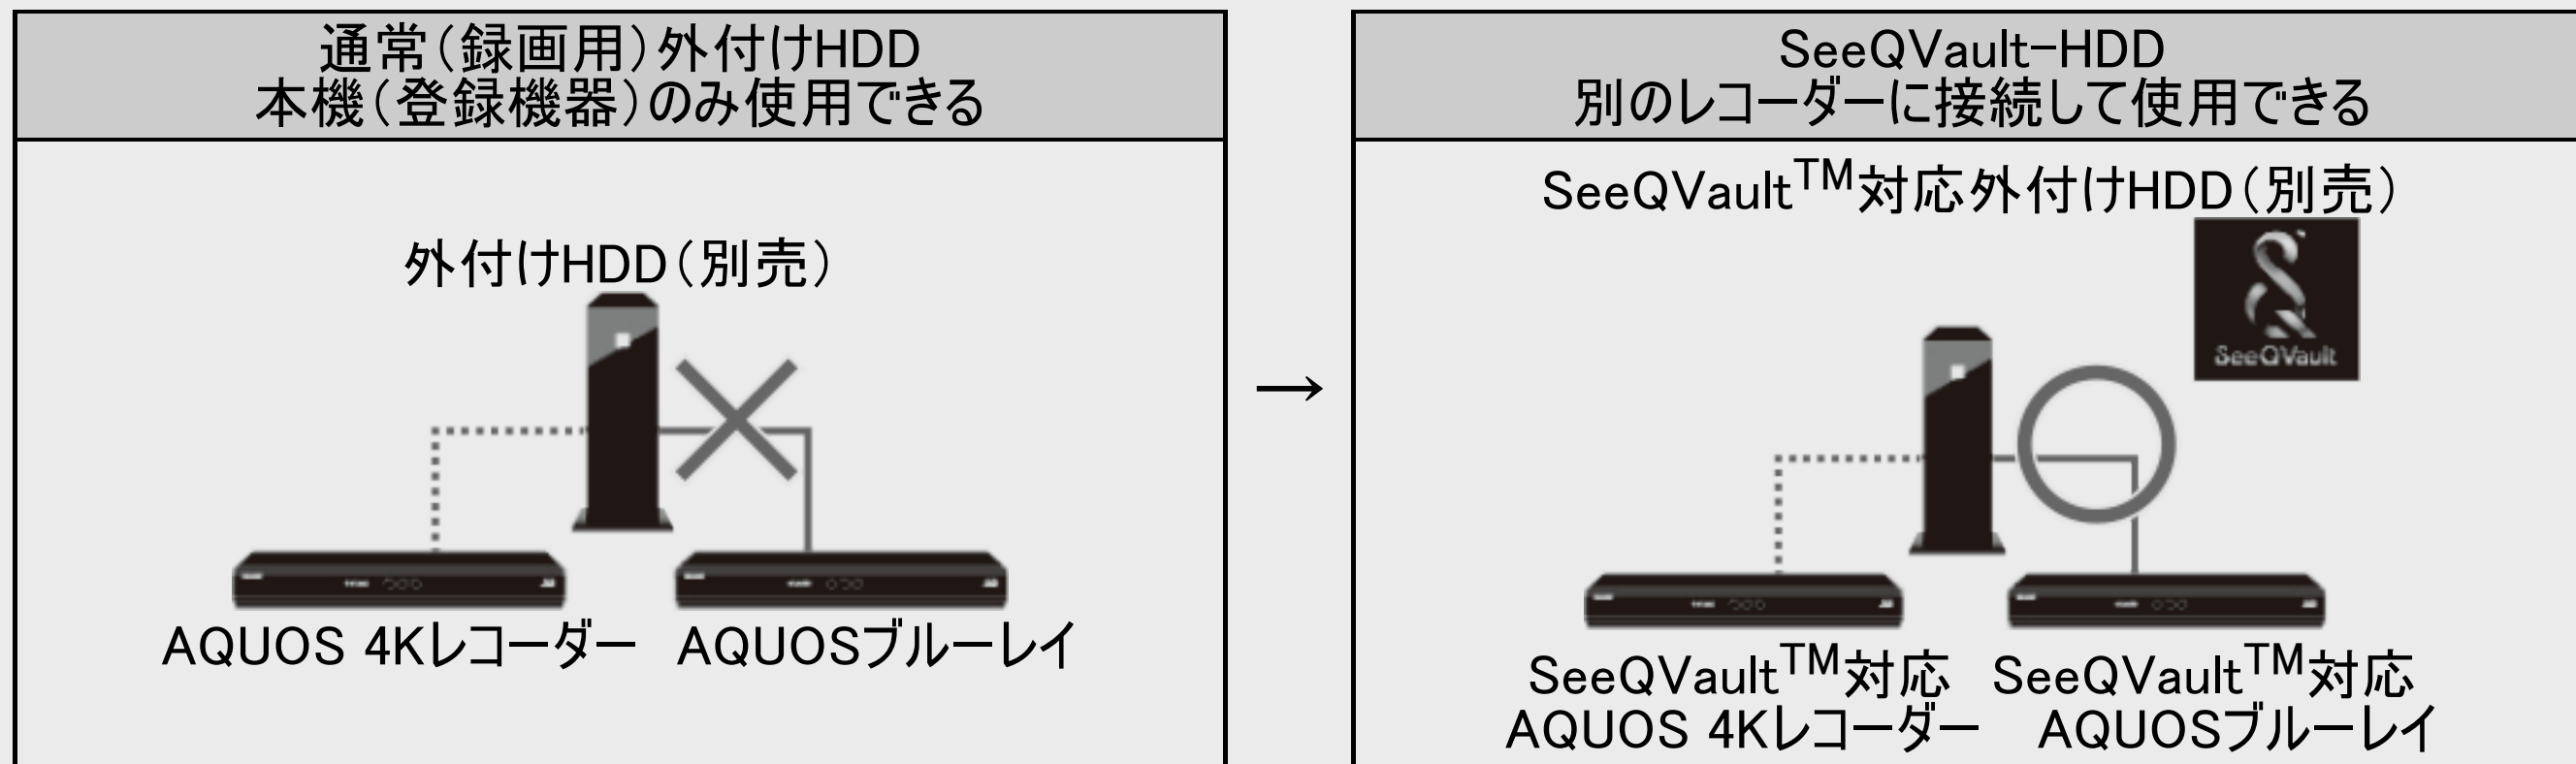 通常（録画用）外付けHDD
本機（登録機器）のみ使用できる
外付けHDD（別売）
AQUOS 4Kレコーダー
AQUOSブルーレイ
→
SeeQVault-HDD
別のレコーダーに接続して使用できる
SeeQVault™対応外付けHDD（別売）
SeeQVault
SeeQVault™対応
AQUOS 4Kレコーダー
SeeQVault™対応
AQUOSブルーレイ